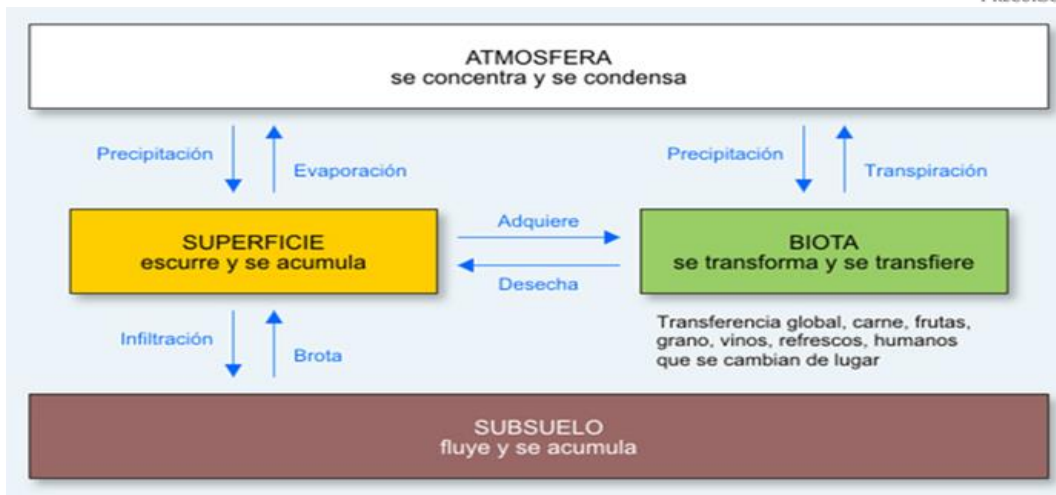 ATMOSFERA
se concentra y se condensa
Precipitación
Evaporación
Precipitación
Transpiración
SUPERFICIE
escurre y se acumula
Adquiere
Desecha
BIOTA
se transforma y se transfiere
Transferencia global, carne, frutas,
grano, vinos, refrescos, humanos
que se cambian de lugar
Infiltración
Brota
SUBSUELO
fluye y se acumula